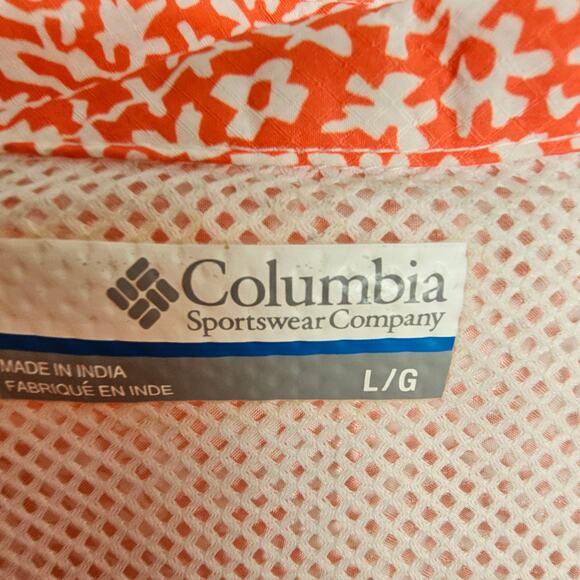 Columbia
Sportswear Company
MADE IN INDIA
FABRIQUÉ EN INDE
L/G